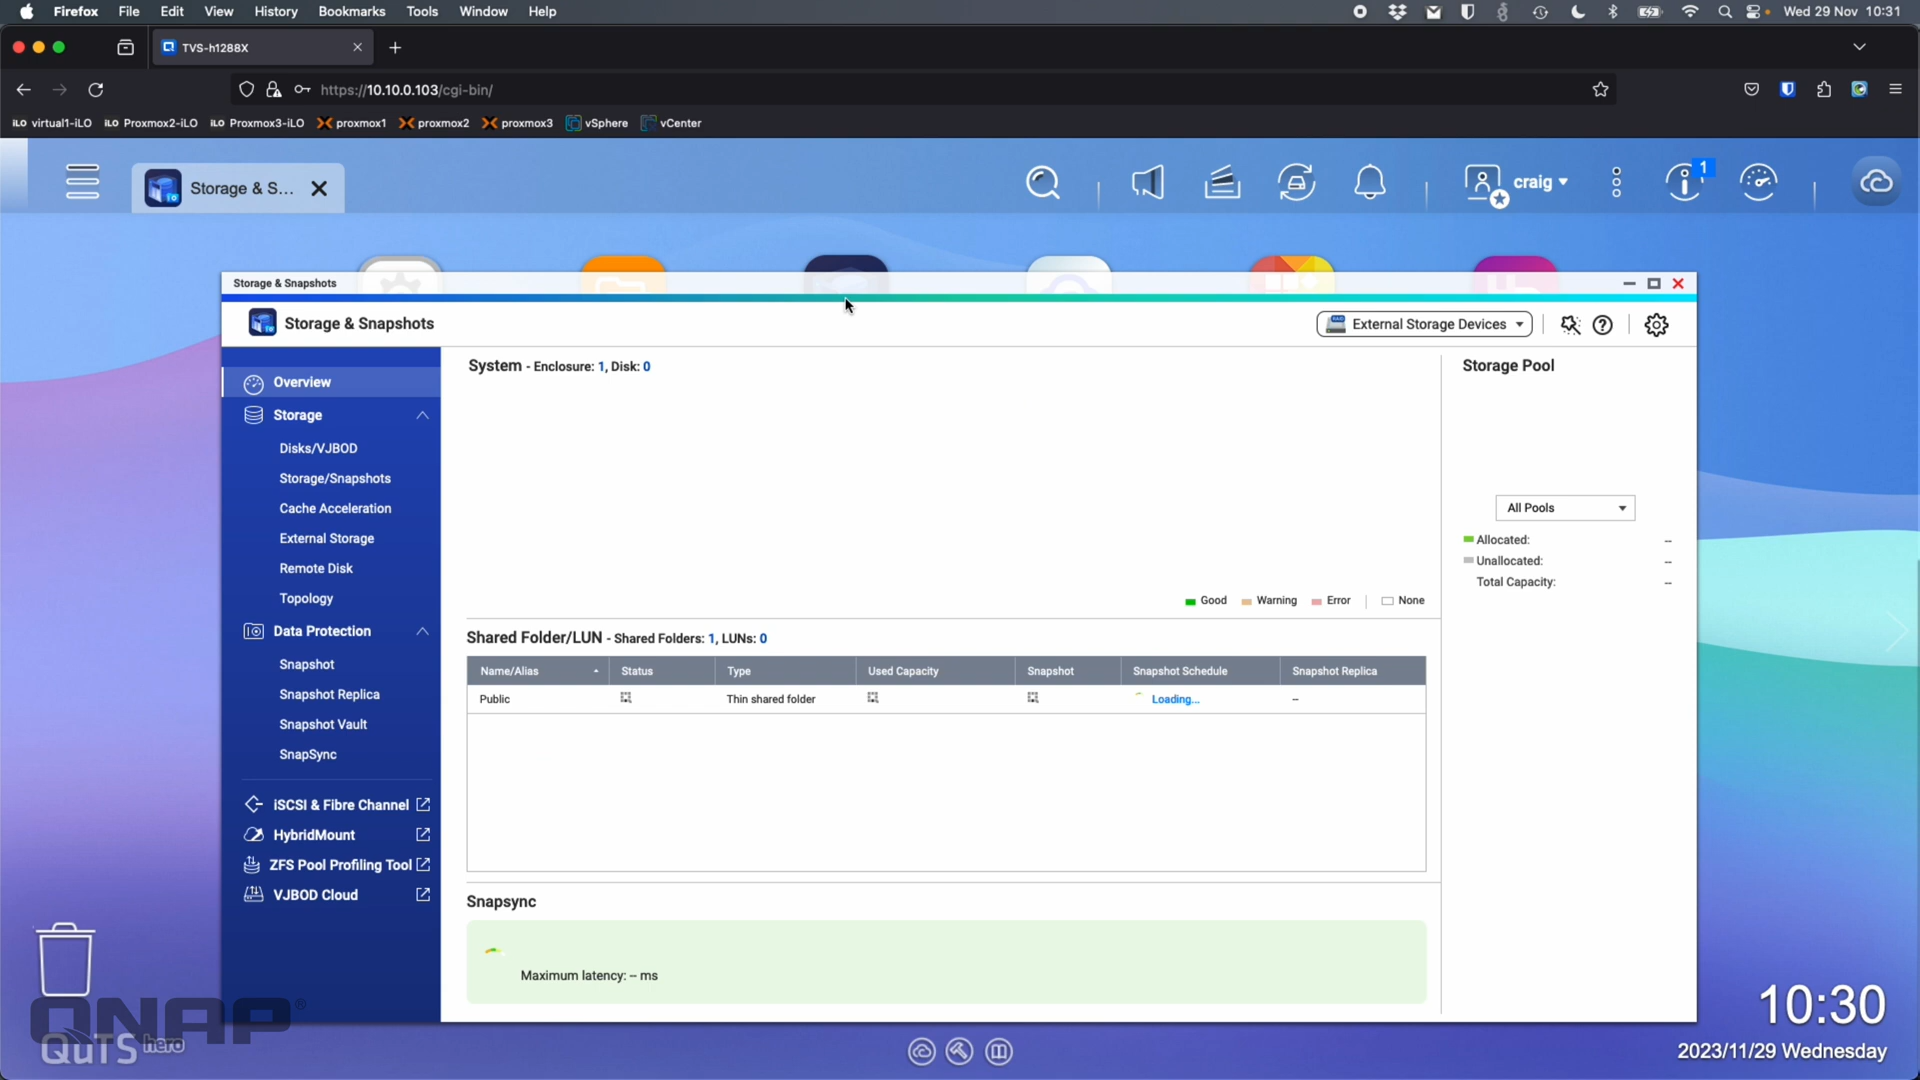 Firefox File Edit View History Bookmarks Tools Window Help
Wed 29 Nov 10:31
TVS-h1288X
https://10.10.0.103/cgi-bin/
iLO virtual1-iLO iLO Proxmox2-iLO iLO Proxmox3-iLO proxmox1 proxmox2 proxmox3 vSphere vCenter
Storage & S...
craig
1
Storage & Snapshots
Storage & Snapshots
External Storage Devices
Overview
Storage
Disks/VJBOD
Storage/Snapshots
Cache Acceleration
External Storage
Remote Disk
Topology
Data Protection
Snapshot
Snapshot Replica
Snapshot Vault
SnapSync
iSCSI & Fibre Channel
HybridMount
ZFS Pool Profiling Tool
VJBOD Cloud
System - Enclosure: 1, Disk: 0
Good Warning Error None
Shared Folder/LUN - Shared Folders: 1, LUNs: 0
Name/Alias Status Type Used Capacity Snapshot Snapshot Schedule Snapshot Replica
Public Thin shared folder Loading... --
Snapsync
Maximum latency: -- ms
Storage Pool
All Pools
Allocated: --
Unallocated: --
Total Capacity: --
QNAP®
QuTS hero
10:30
2023/11/29 Wednesday